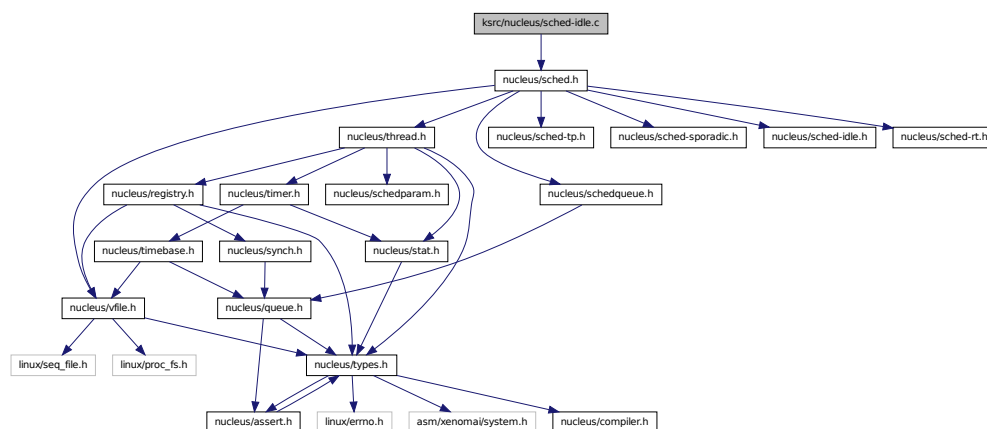 ksrc/nucleus/sched-idle.c
nucleus/sched.h
nucleus/thread.h
nucleus/sched-tp.h
nucleus/sched-sporadic.h
nucleus/sched-idle.h
nucleus/sched-rt.h
nucleus/registry.h
nucleus/timer.h
nucleus/schedparam.h
nucleus/schedqueue.h
nucleus/timebase.h
nucleus/synch.h
nucleus/stat.h
nucleus/vfile.h
nucleus/queue.h
linux/seq_file.h
linux/proc_fs.h
nucleus/types.h
nucleus/assert.h
linux/errno.h
asm/xenomai/system.h
nucleus/compiler.h